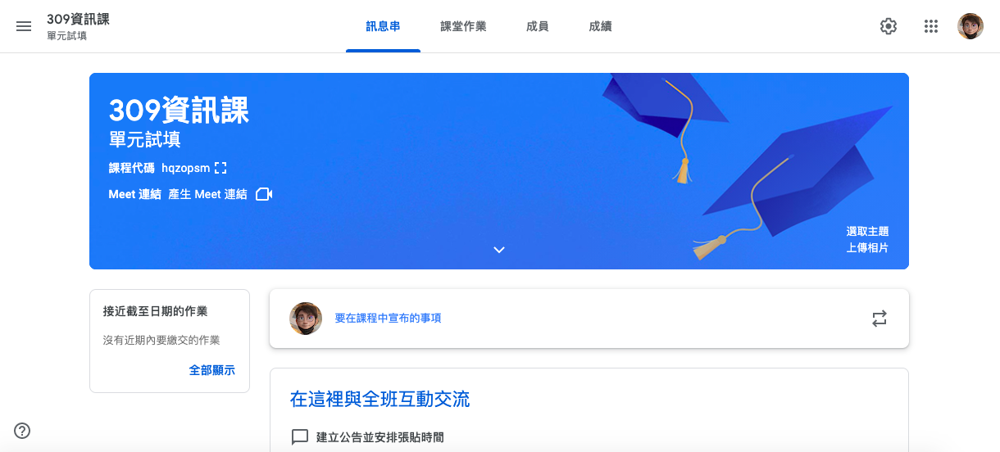 309資訊課
單元試填
訊息串
課堂作業
成員
成績
309資訊課
單元試填
課程代碼 hqzopsm
Meet 連結 產生 Meet 連結
選取主題
上傳相片
接近截至日期的作業
沒有近期內要繳交的作業
全部顯示
要在課程中宣布的事項
在這裡與全班互動交流
建立公告並安排張貼時間